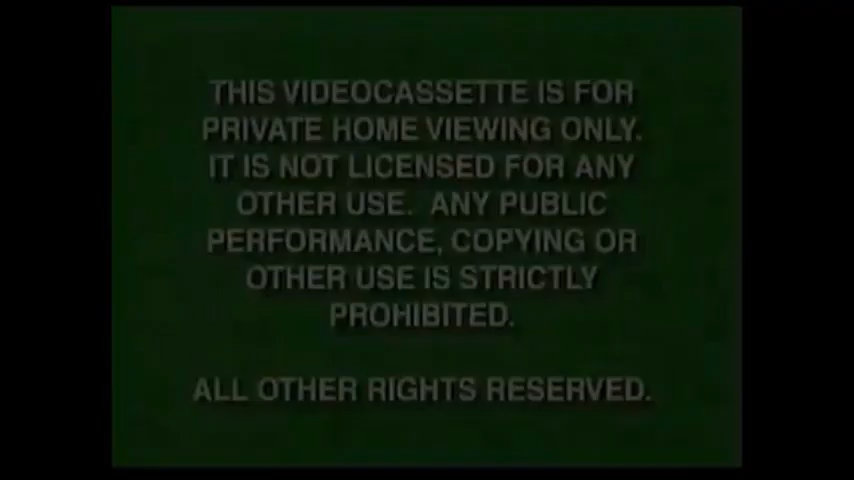 THIS VIDEOCASSETTE IS FOR
PRIVATE HOME VIEWING ONLY.
IT IS NOT LICENSED FOR ANY
OTHER USE. ANY PUBLIC
PERFORMANCE, COPYING OR
OTHER USE IS STRICTLY
PROHIBITED.
ALL OTHER RIGHTS RESERVED.